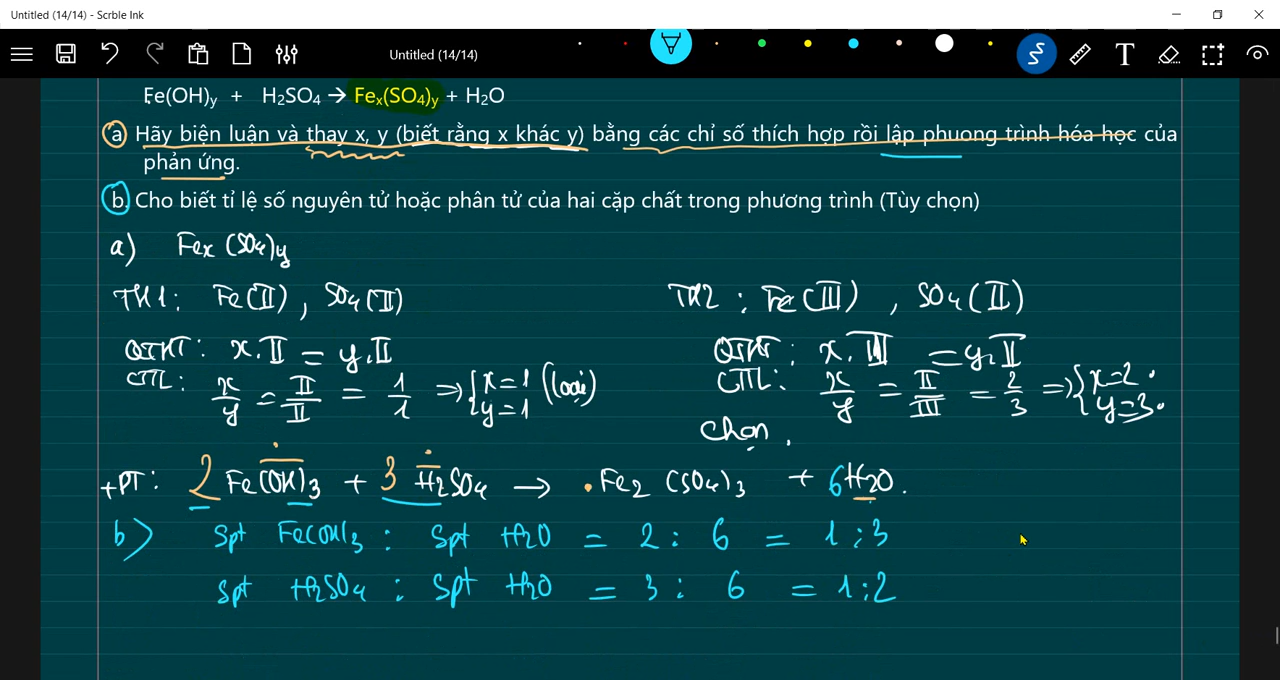 Untitled (14/14) - Scrble Ink
Untitled (14/14)
T
Fe(OH)y + H2SO4 → Fex(SO4)y + H2O
a) Hãy biện luận và thay x, y (biết rằng x khác y) bằng các chỉ số thích hợp rồi lập phuong trình hóa học của
phản ứng.
b. Cho biết tỉ lệ số nguyên tử hoặc phân tử của hai cặp chất trong phương trình (Tùy chọn)
a) Fex (SO4)y
TH1: Fe(II), SO4(II)
QTHT: x.II = y.II
CTTL: x/y = II/II = 1/1 => { x=1 y=1 (loại)
TH2: Fe(III), SO4(II)
QTHT: x.III = y.II
CTTL: x/y = II/III = 2/3 => { x=2. y=3.
Chọn.
+PT: 2Fe(OH)3 + 3H2SO4 → Fe2(SO4)3 + 6H2O.
b) Spt Fe(OH)3 : Spt H2O = 2 : 6 = 1 : 3
Spt H2SO4 : Spt H2O = 3 : 6 = 1 : 2